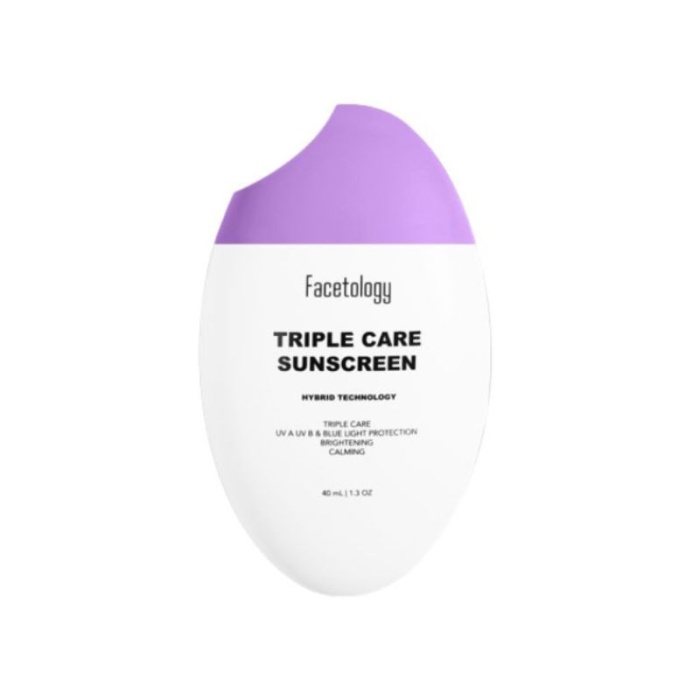 Facetology
TRIPLE CARE
SUNSCREEN
HYBRID TECHNOLOGY
TRIPLE CARE
UV A UV B & BLUE LIGHT PROTECTION
BRIGHTENING
CALMING
40 mL | 1.3 OZ